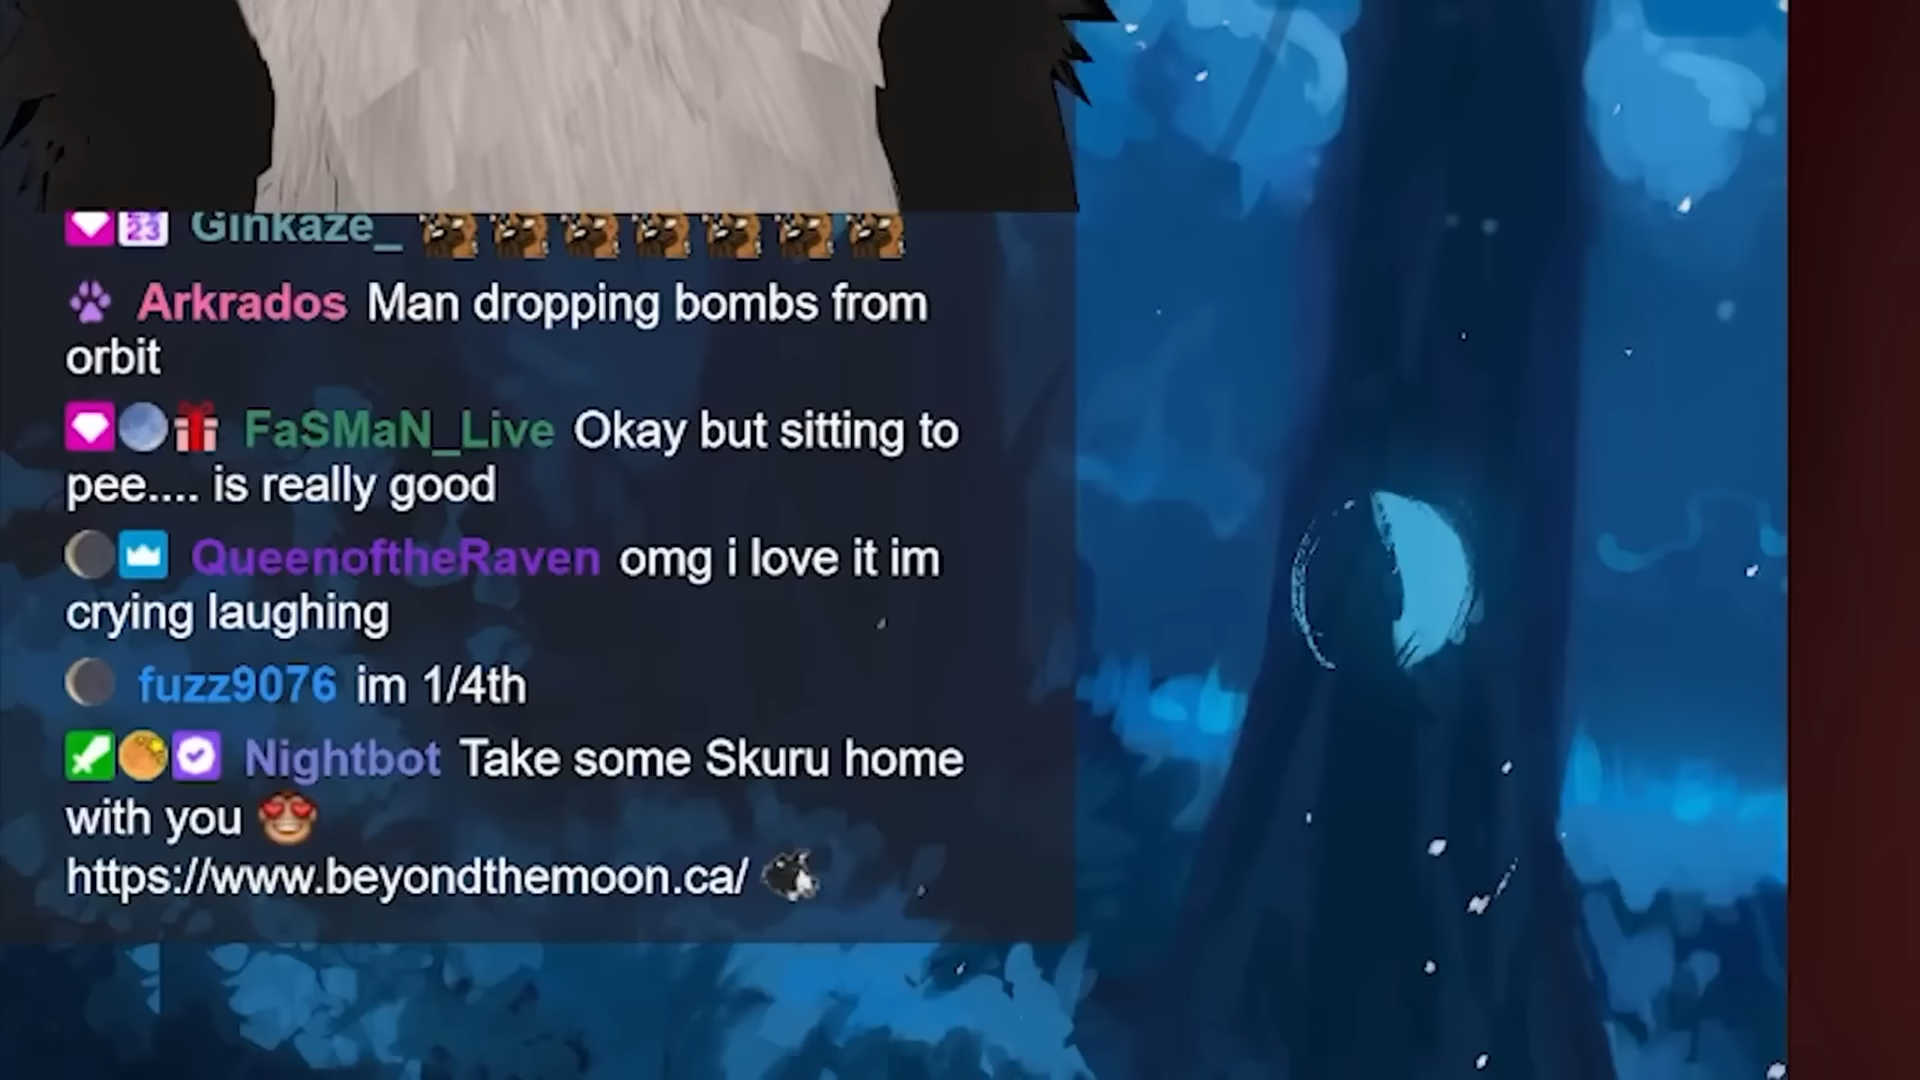 23 Ginkaze_
Arkrados Man dropping bombs from
orbit
FaSMaN_Live Okay but sitting to
pee.... is really good
QueenoftheRaven omg i love it im
crying laughing
fuzz9076 im 1/4th
Nightbot Take some Skuru home
with you
https://www.beyondthemoon.ca/